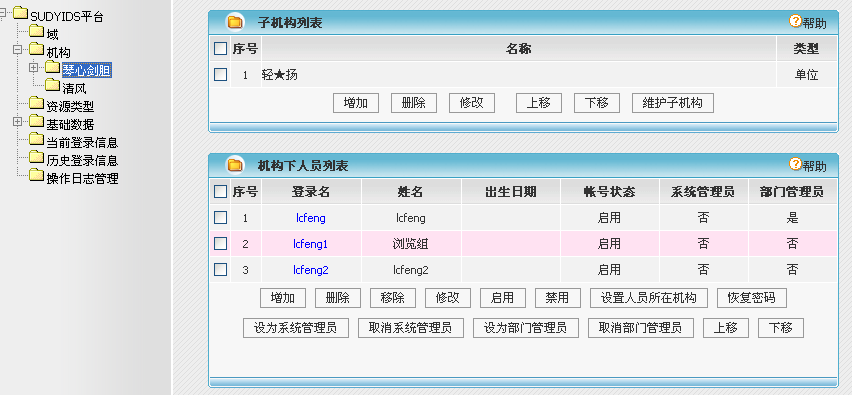 SUDYIDS平台
域
机构
琴心剑胆
清风
资源类型
基础数据
当前登录信息
历史登录信息
操作日志管理
子机构列表 帮助
序号 名称 类型
1 轻★扬 单位
增加 删除 修改 上移 下移 维护子机构
机构下人员列表 帮助
序号 登录名 姓名 出生日期 帐号状态 系统管理员 部门管理员
1 lcfeng lcfeng 启用 否 是
2 lcfeng1 浏览组 启用 否 否
3 lcfeng2 lcfeng2 启用 否 否
增加 删除 移除 修改 启用 禁用 设置人员所在机构 恢复密码
设为系统管理员 取消系统管理员 设为部门管理员 取消部门管理员 上移 下移